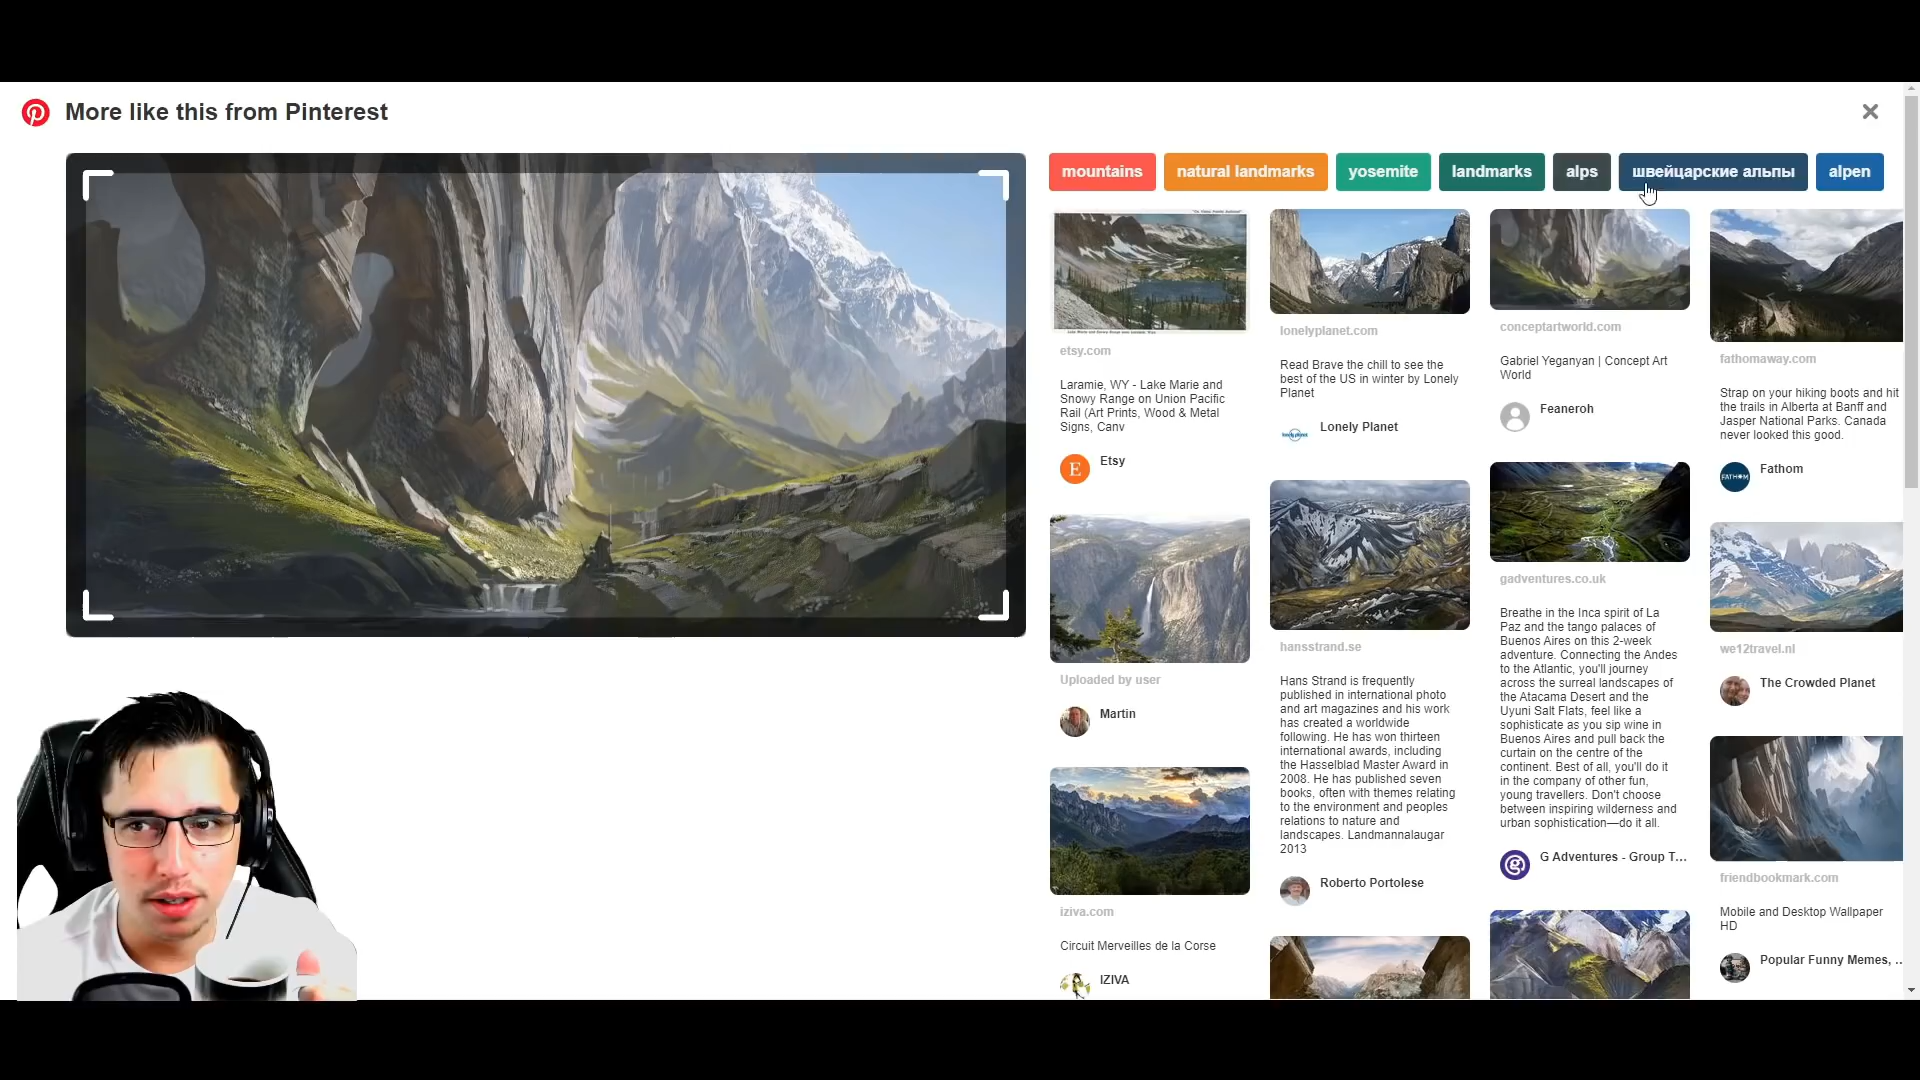 More like this from Pinterest
mountains
natural landmarks
yosemite
landmarks
alps
швейцарские альпы
alpen
etsy.com
Laramie, WY - Lake Marie and
Snowy Range on Union Pacific
Rail (Art Prints, Wood & Metal
Signs, Canv
E
Etsy
Uploaded by user
Martin
iziva.com
Circuit Merveilles de la Corse
IZIVA
lonelyplanet.com
Read Brave the chill to see the
best of the US in winter by Lonely
Planet
lonely planet
Lonely Planet
hansstrand.se
Hans Strand is frequently
published in international photo
and art magazines and his work
has created a worldwide
following. He has won thirteen
international awards, including
the Hasselblad Master Award in
2008. He has published seven
books, often with themes relating
to the environment and peoples
relations to nature and
landscapes. Landmannalaugar
2013
Roberto Portolese
conceptartworld.com
Gabriel Yeganyan | Concept Art
World
Feaneroh
gadventures.co.uk
Breathe in the Inca spirit of La
Paz and the tango palaces of
Buenos Aires on this 2-week
adventure. Connecting the Andes
to the Atlantic, you'll journey
across the surreal landscapes of
the Atacama Desert and the
Uyuni Salt Flats, feel like a
sophisticate as you sip wine in
Buenos Aires and pull back the
curtain on the centre of the
continent. Best of all, you'll do it
in the company of other fun,
young travellers. Don't choose
between inspiring wilderness and
urban sophistication—do it all.
G Adventures - Group T...
fathomaway.com
Strap on your hiking boots and hit
the trails in Alberta at Banff and
Jasper National Parks. Canada
never looked this good.
FATHOM
Fathom
we12travel.nl
The Crowded Planet
friendbookmark.com
Mobile and Desktop Wallpaper
HD
Popular Funny Memes, ..